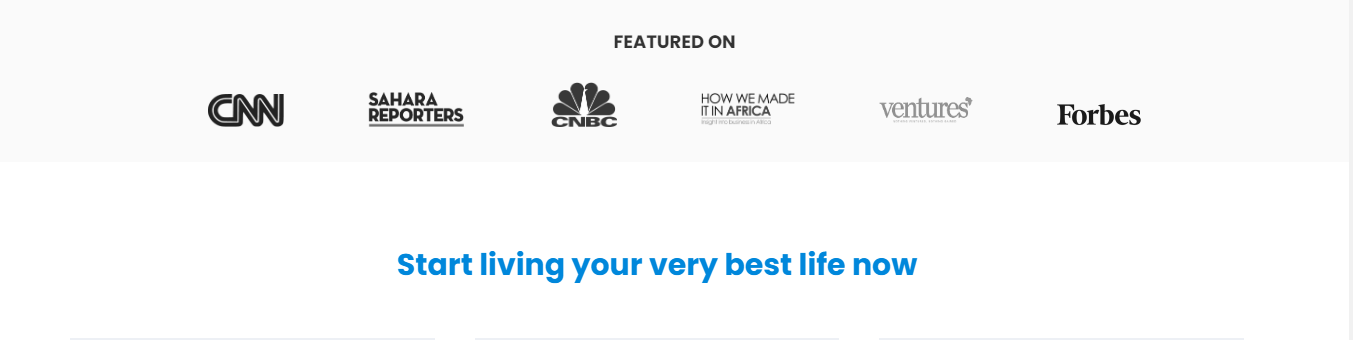 FEATURED ON
CNN
SAHARA
REPORTERS
CNBC
HOW WE MADE
IT IN AFRICA
Insight into business in Africa
ventures
Forbes
Start living your very best life now